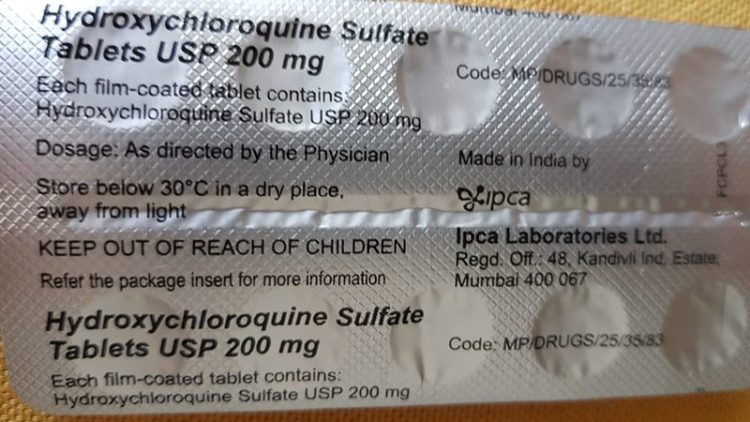 Mumbai 400 067
Hydroxychloroquine Sulfate
Tablets USP 200 mg
Each film-coated tablet contains:
Hydroxychloroquine Sulfate USP 200 mg
Code: MP/DRUGS/25/35/83
Dosage: As directed by the Physician
Store below 30°C in a dry place,
away from light
KEEP OUT OF REACH OF CHILDREN
Refer the package insert for more information
Made in India by
ipca
Ipca Laboratories Ltd.
Regd. Off.: 48, Kandivli Ind. Estate,
Mumbai 400 067
Hydroxychloroquine Sulfate
Tablets USP 200 mg
Each film-coated tablet contains:
Hydroxychloroquine Sulfate USP 200 mg
Code: MP/DRUGS/25/35/83